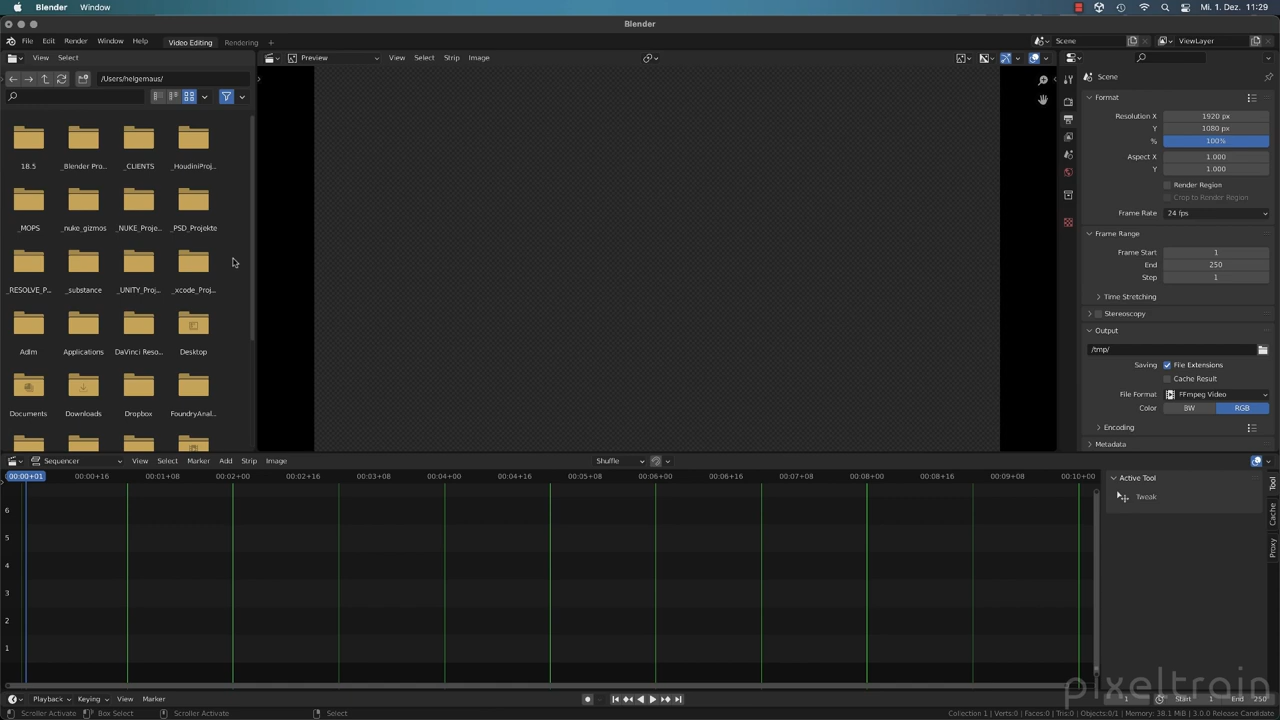 Blender Window Mi. 1. Dez. 11:29
Blender
File Edit Render Window Help Video Editing Rendering + Scene ViewLayer
View Select Preview View Select Strip Image
/Users/helgemaus/ Scene
Format
18.5 _Blender Pro... _CLIENTS _HoudiniProj...
Resolution X 1920 px
Y 1080 px
% 100%
Aspect X 1.000
Y 1.000
Render Region
Crop to Render Region
Frame Rate 24 fps
_MOPS _nuke_gizmos _NUKE_Proje... _PSD_Projekte
Frame Range
Frame Start 1
End 250
Step 1
_RESOLVE_P... _substance _UNITY_Proj... _xcode_Proj...
Time Stretching
Stereoscopy
Output
/tmp/
Adlm Applications DaVinci Reso... Desktop
Saving File Extensions
Cache Result
File Format FFmpeg Video
Color BW RGB
Documents Downloads Dropbox FoundryAnal...
Encoding
Metadata
Sequencer View Select Marker Add Strip Image Shuffle
00:00+01 00:00+16 00:01+08 00:02+00 00:02+16 00:03+08 00:04+00 00:04+16 00:05+08 00:06+00 00:06+16 00:07+08 00:08+00 00:08+16 00:09+08 00:10+00
Active Tool
Tweak
Tool
Cache
Proxy
6
5
4
3
2
1
pixeltrain
Playback Keying View Marker 1 Start 1 End 250
Scroller Activate Box Select Scroller Activate Select Collection 1 | Verts:0 | Faces:0 | Tris:0 | Objects:0/1 | Memory: 38.1 MiB | 3.0.0 Release Candidate